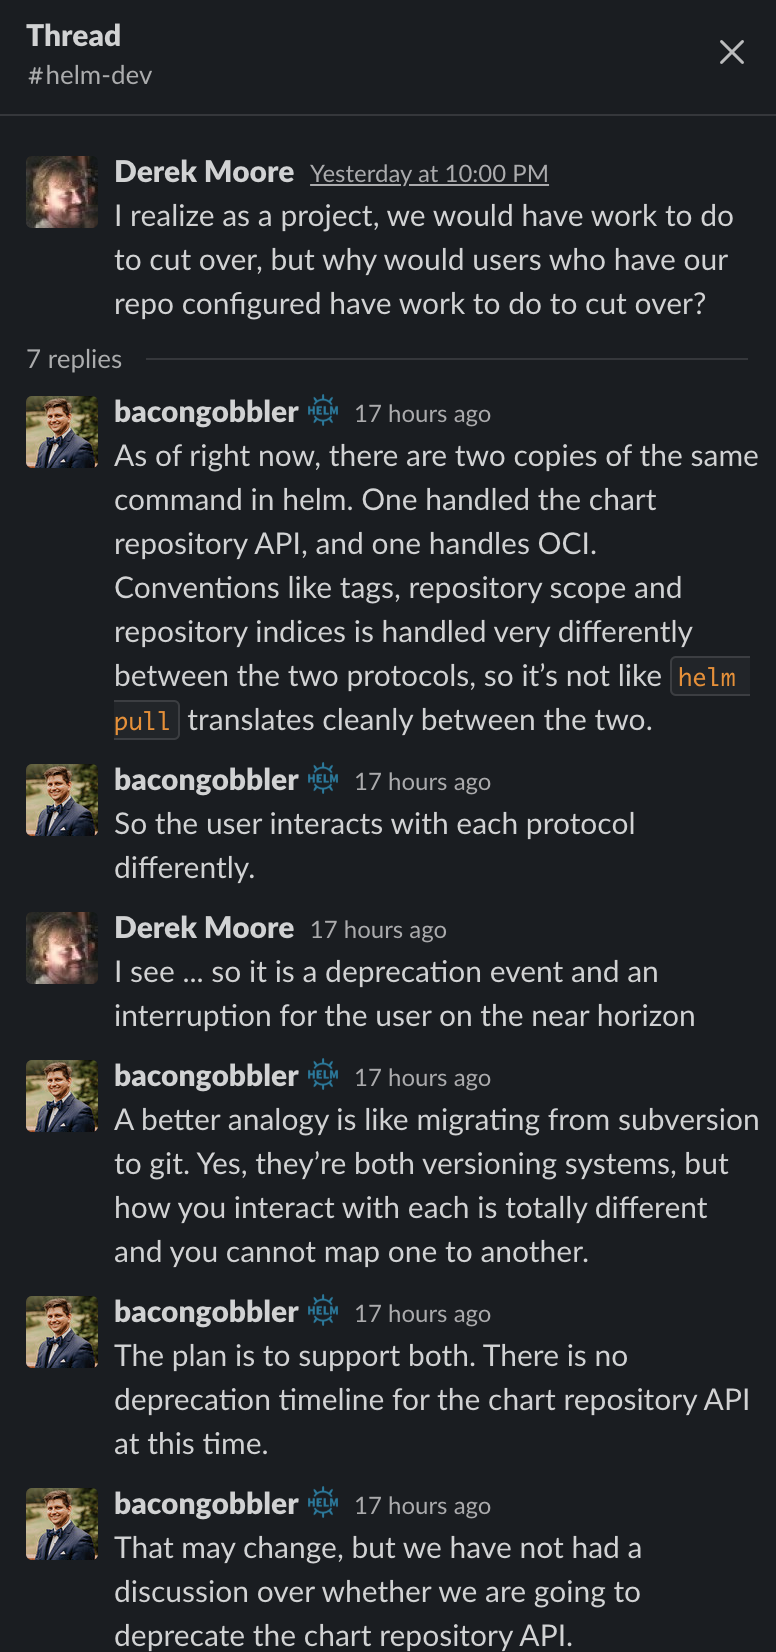 Thread
#helm-dev
Derek Moore Yesterday at 10:00 PM
I realize as a project, we would have work to do
to cut over, but why would users who have our
repo configured have work to do to cut over?
7 replies
bacongobbler HELM 17 hours ago
As of right now, there are two copies of the same
command in helm. One handled the chart
repository API, and one handles OCI.
Conventions like tags, repository scope and
repository indices is handled very differently
between the two protocols, so it’s not like helm
pull translates cleanly between the two.
bacongobbler HELM 17 hours ago
So the user interacts with each protocol
differently.
Derek Moore 17 hours ago
I see ... so it is a deprecation event and an
interruption for the user on the near horizon
bacongobbler HELM 17 hours ago
A better analogy is like migrating from subversion
to git. Yes, they’re both versioning systems, but
how you interact with each is totally different
and you cannot map one to another.
bacongobbler HELM 17 hours ago
The plan is to support both. There is no
deprecation timeline for the chart repository API
at this time.
bacongobbler HELM 17 hours ago
That may change, but we have not had a
discussion over whether we are going to
deprecate the chart repository API.